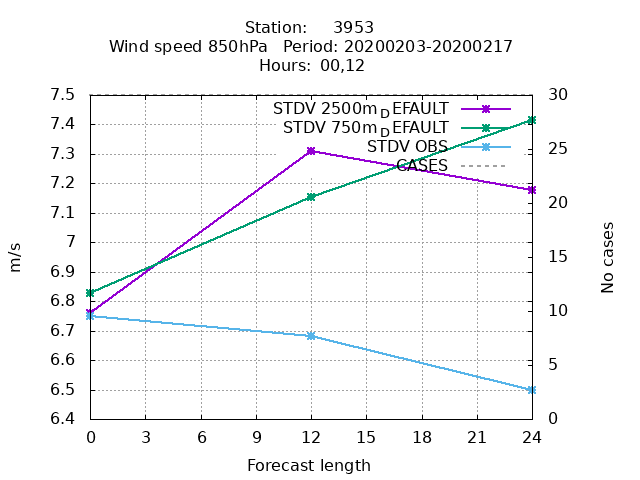 Station: 3953
Wind speed 850hPa Period: 20200203-20200217
Hours: 00,12
7.5
7.4
7.3
7.2
7.1
7
6.9
6.8
6.7
6.6
6.5
6.4
m/s
STDV 2500mDEFAULT
STDV 750mDEFAULT
STDV OBS
CASES
30
25
20
15
10
5
0
No cases
0 3 6 9 12 15 18 21 24
Forecast length